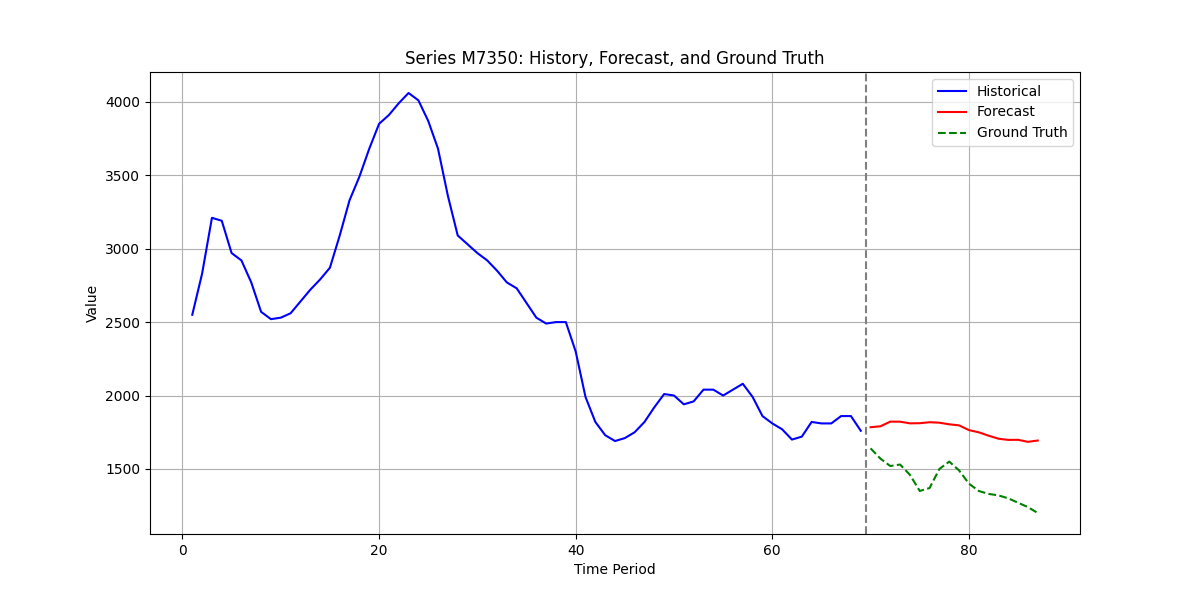 Series M7350: History, Forecast, and Ground Truth
Historical
Forecast
Ground Truth
4000
3500
3000
2500
2000
1500
Value
0 20 40 60 80
Time Period